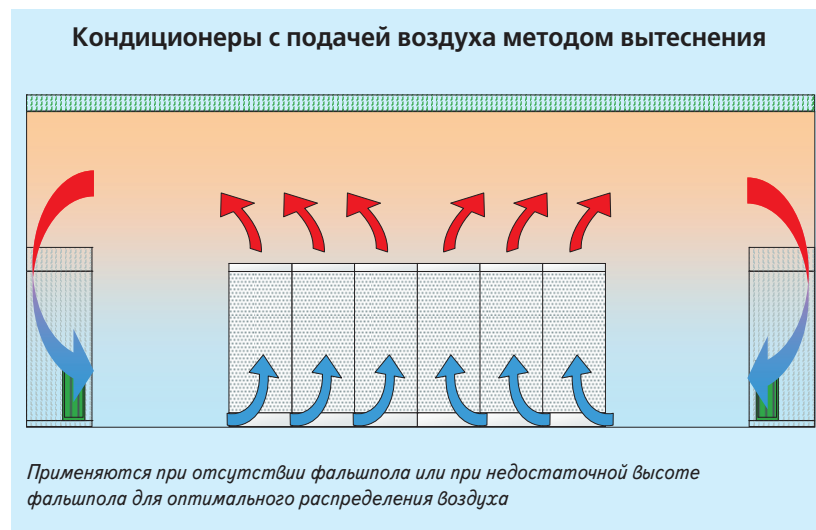 Кондиционеры с подачей воздуха методом вытеснения
Применяются при отсутствии фальшпола или при недостаточной высоте
фальшпола для оптимального распределения воздуха